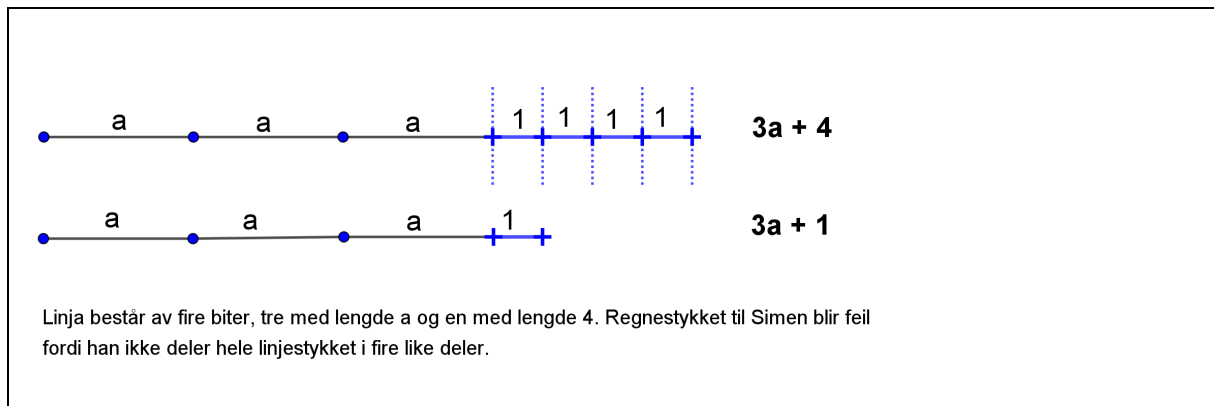 a a a 1 1 1 1 3a + 4
a a a 1 3a + 1
Linja består av fire biter, tre med lengde a og en med lengde 4. Regnestykket til Simen blir feil
fordi han ikke deler hele linjestykket i fire like deler.